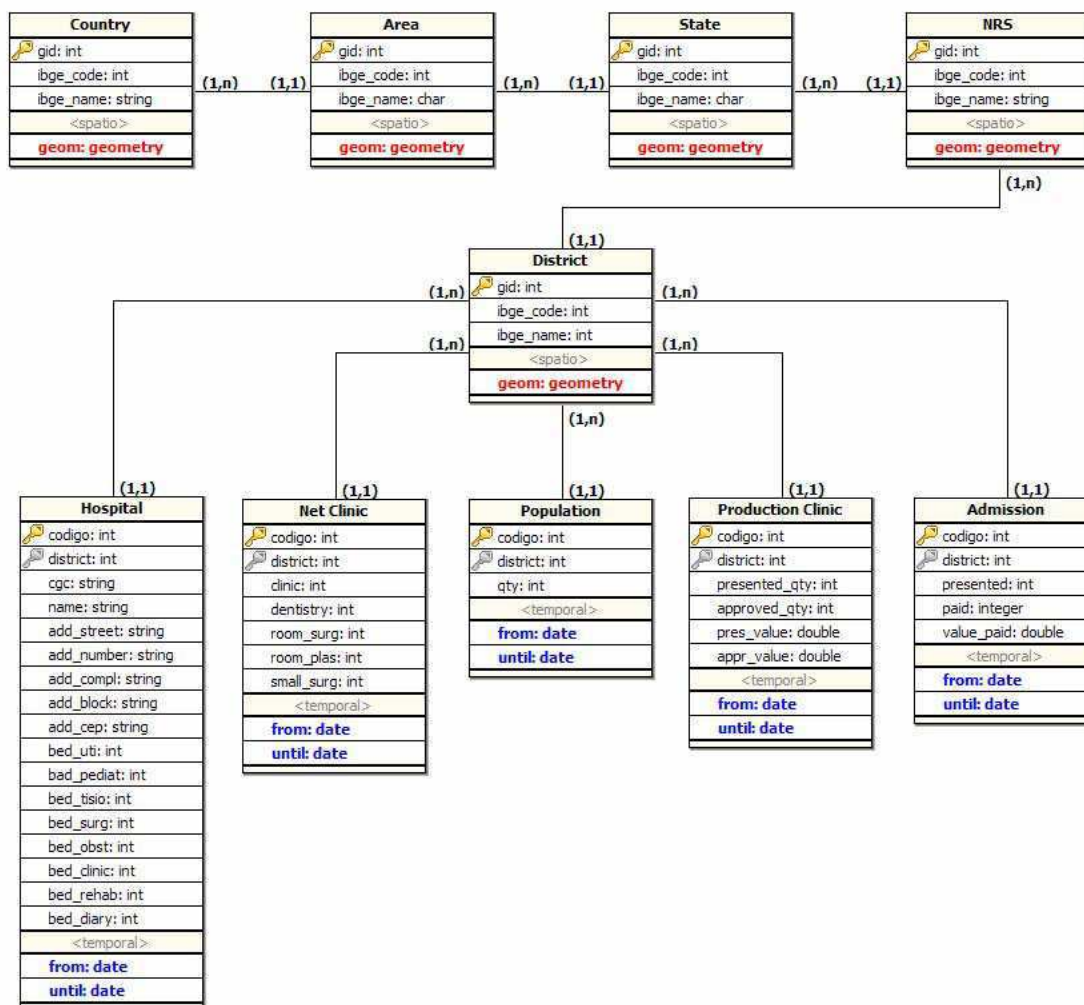 Country
gid: int
ibge_code: int
ibge_name: string
<spatio>
geom: geometry
(1,n)
(1,1)
Area
gid: int
ibge_code: int
ibge_name: char
<spatio>
geom: geometry
(1,n)
(1,1)
State
gid: int
ibge_code: int
ibge_name: char
<spatio>
geom: geometry
(1,n)
(1,1)
NRS
gid: int
ibge_code: int
ibge_name: string
<spatio>
geom: geometry
(1,n)
(1,1)
District
gid: int
ibge_code: int
ibge_name: int
<spatio>
geom: geometry
(1,n)
(1,n)
(1,n)
(1,n)
(1,n)
(1,1)
Hospital
codigo: int
district: int
cgc: string
name: string
add_street: string
add_number: string
add_compl: string
add_block: string
add_cep: string
bed_uti: int
bad_pediat: int
bed_tisio: int
bed_surg: int
bed_obst: int
bed_clinic: int
bed_rehab: int
bed_diary: int
<temporal>
from: date
until: date
(1,1)
Net Clinic
codigo: int
district: int
clinic: int
dentistry: int
room_surg: int
room_plas: int
small_surg: int
<temporal>
from: date
until: date
(1,1)
Population
codigo: int
district: int
qty: int
<temporal>
from: date
until: date
(1,1)
Production Clinic
codigo: int
district: int
presented_qty: int
approved_qty: int
pres_value: double
appr_value: double
<temporal>
from: date
until: date
(1,1)
Admission
codigo: int
district: int
presented: int
paid: integer
value_paid: double
<temporal>
from: date
until: date